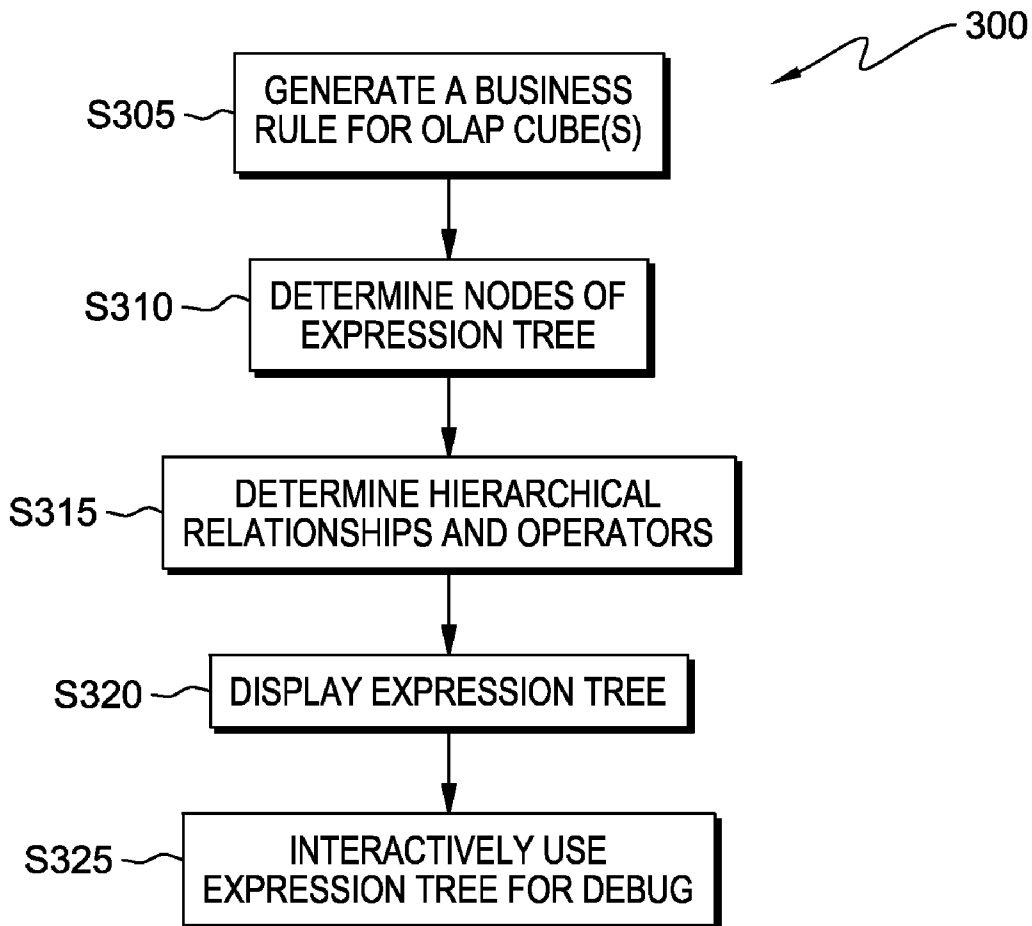 300
S305
GENERATE A BUSINESS
RULE FOR OLAP CUBE(S)
S310
DETERMINE NODES OF
EXPRESSION TREE
S315
DETERMINE HIERARCHICAL
RELATIONSHIPS AND OPERATORS
S320
DISPLAY EXPRESSION TREE
S325
INTERACTIVELY USE
EXPRESSION TREE FOR DEBUG